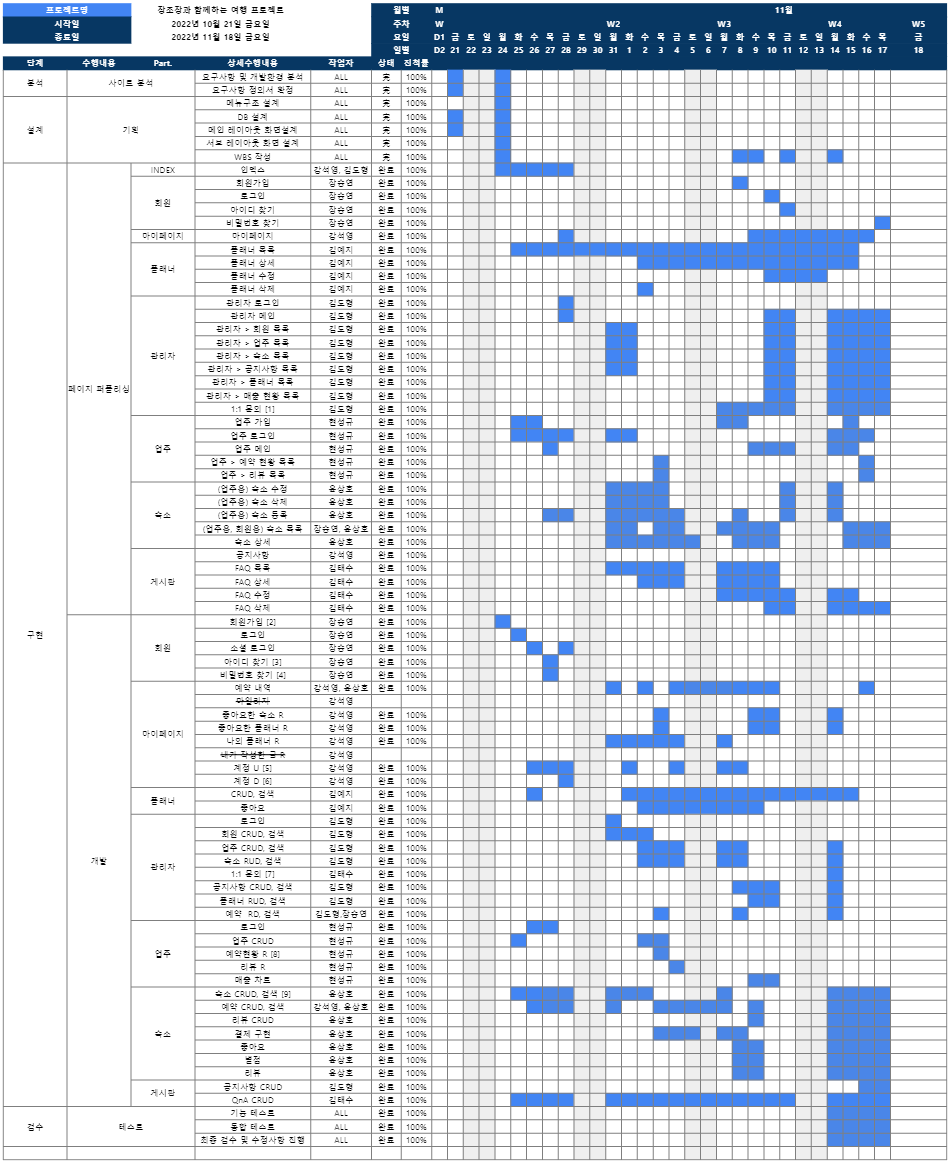 프로젝트명 장조장과 함께하는 여행 프로젝트 월별 M 11월
시작일 2022년 10월 21일 금요일 주차 W W2 W3 W4 W5
종료일 2022년 11월 18일 금요일 요일 D1 금 토 일 월 화 수 목 금 토 일 월 화 수 목 금 토 일 월 화 수 목 금 토 일 월 화 수 목 금
일별 D2 21 22 23 24 25 26 27 28 29 30 31 1 2 3 4 5 6 7 8 9 10 11 12 13 14 15 16 17 18
단계 수행내용 Part. 상세수행내용 작업자 상태 진척률
분석 사이트 분석 요구사항 및 개발환경 분석 ALL 完 100%
요구사항 정의서 확정 ALL 完 100%
설계 기획 메뉴구조 설계 ALL 完 100%
DB 설계 ALL 完 100%
메인 레이아웃 화면설계 ALL 完 100%
서브 레이아웃 화면 설계 ALL 完 100%
WBS 작성 ALL 完 100%
구현 페이지 퍼블리싱 INDEX 인덱스 강석영, 김도형 완료 100%
회원 회원가입 장승연 완료 100%
로그인 장승연 완료 100%
아이디 찾기 장승연 완료 100%
비밀번호 찾기 장승연 완료 100%
마이페이지 마이페이지 강석영 완료 100%
플래너 플래너 목록 김예지 완료 100%
플래너 상세 김예지 완료 100%
플래너 수정 김예지 완료 100%
플래너 삭제 김예지 완료 100%
관리자 관리자 로그인 김도형 완료 100%
관리자 메인 김도형 완료 100%
관리자 > 회원 목록 김도형 완료 100%
관리자 > 업주 목록 김도형 완료 100%
관리자 > 숙소 목록 김도형 완료 100%
관리자 > 공지사항 목록 김도형 완료 100%
관리자 > 플래너 목록 김도형 완료 100%
관리자 > 매출 현황 목록 김도형 완료 100%
1:1 문의 [1] 김도형 완료 100%
업주 업주 가입 현성규 완료 100%
업주 로그인 현성규 완료 100%
업주 메인 현성규 완료 100%
업주 > 예약 현황 목록 현성규 완료 100%
업주 > 리뷰 목록 현성규 완료 100%
숙소 (업주용) 숙소 수정 윤상호 완료 100%
(업주용) 숙소 삭제 윤상호 완료 100%
(업주용) 숙소 등록 윤상호 완료 100%
(업주용, 회원용) 숙소 목록 장승연, 윤상호 완료 100%
숙소 상세 윤상호 완료 100%
게시판 공지사항 강석영 완료 100%
FAQ 목록 김태수 완료 100%
FAQ 상세 김태수 완료 100%
FAQ 수정 김태수 완료 100%
FAQ 삭제 김태수 완료 100%
개발 회원 회원가입 [2] 장승연 완료 100%
로그인 장승연 완료 100%
소셜 로그인 장승연 완료 100%
아이디 찾기 [3] 장승연 완료 100%
비밀번호 찾기 [4] 장승연 완료 100%
마이페이지 예약 내역 강석영, 윤상호 완료 100%
마일리지 강석영
좋아요한 숙소 R 강석영 완료 100%
좋아요한 플래너 R 강석영 완료 100%
나의 플래너 R 강석영 완료 100%
내가 작성한 글 R 강석영
계정 U [5] 강석영 완료 100%
계정 D [6] 강석영 완료 100%
플래너 CRUD, 검색 김예지 완료 100%
좋아요 김예지 완료 100%
관리자 로그인 김도형 완료 100%
회원 CRUD, 검색 김도형 완료 100%
업주 CRUD, 검색 김도형 완료 100%
숙소 RUD, 검색 김도형 완료 100%
1:1 문의 [7] 김태수 완료 100%
공지사항 CRUD, 검색 김도형 완료 100%
플래너 RUD, 검색 김도형 완료 100%
예약 RD, 검색 김도형,장승연 완료 100%
업주 로그인 현성규 완료 100%
업주 CRUD 현성규 완료 100%
예약현황 R [8] 현성규 완료 100%
리뷰 R 현성규 완료 100%
매출 차트 현성규 완료 100%
숙소 숙소 CRUD, 검색 [9] 윤상호 완료 100%
예약 CRUD, 검색 강석영, 윤상호 완료 100%
리뷰 CRUD 윤상호 완료 100%
결제 구현 윤상호 완료 100%
좋아요 윤상호 완료 100%
별점 윤상호 완료 100%
리뷰 윤상호 완료 100%
게시판 공지사항 CRUD 김도형 완료 100%
QnA CRUD 김태수 완료 100%
검수 테스트 기능 테스트 ALL 완료 100%
통합 테스트 ALL 완료 100%
최종 검수 및 수정사항 진행 ALL 완료 100%